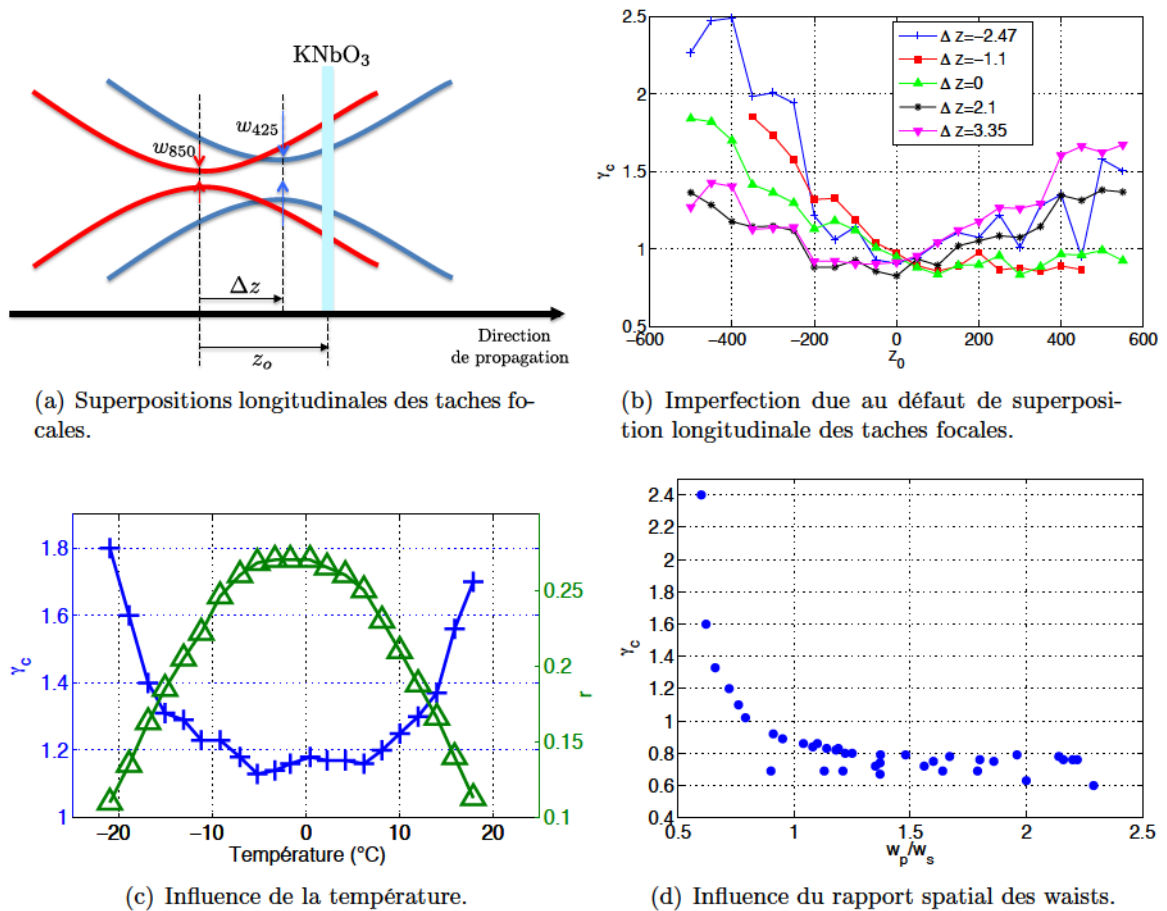 KNbO₃
w₄₂₅
w₈₅₀
Δz
Direction
de propagation
zₒ
(a) Superpositions longitudinales des taches fo-
cales.
2.5
2
1.5
1
0.5
γc
−600
−400
−200
0
200
400
600
z₀
Δ z=−2.47
Δ z=−1.1
Δ z=0
Δ z=2.1
Δ z=3.35
(b) Imperfection due au défaut de superposi-
tion longitudinale des taches focales.
1.8
1.6
1.4
1.2
1
γc
0.25
0.2
0.15
0.1
r
−20
−10
0
10
20
Température (°C)
(c) Influence de la température.
2.4
2.2
2
1.8
1.6
1.4
1.2
1
0.8
0.6
0.4
γc
0.5
1
1.5
2
2.5
wp/ws
(d) Influence du rapport spatial des waists.